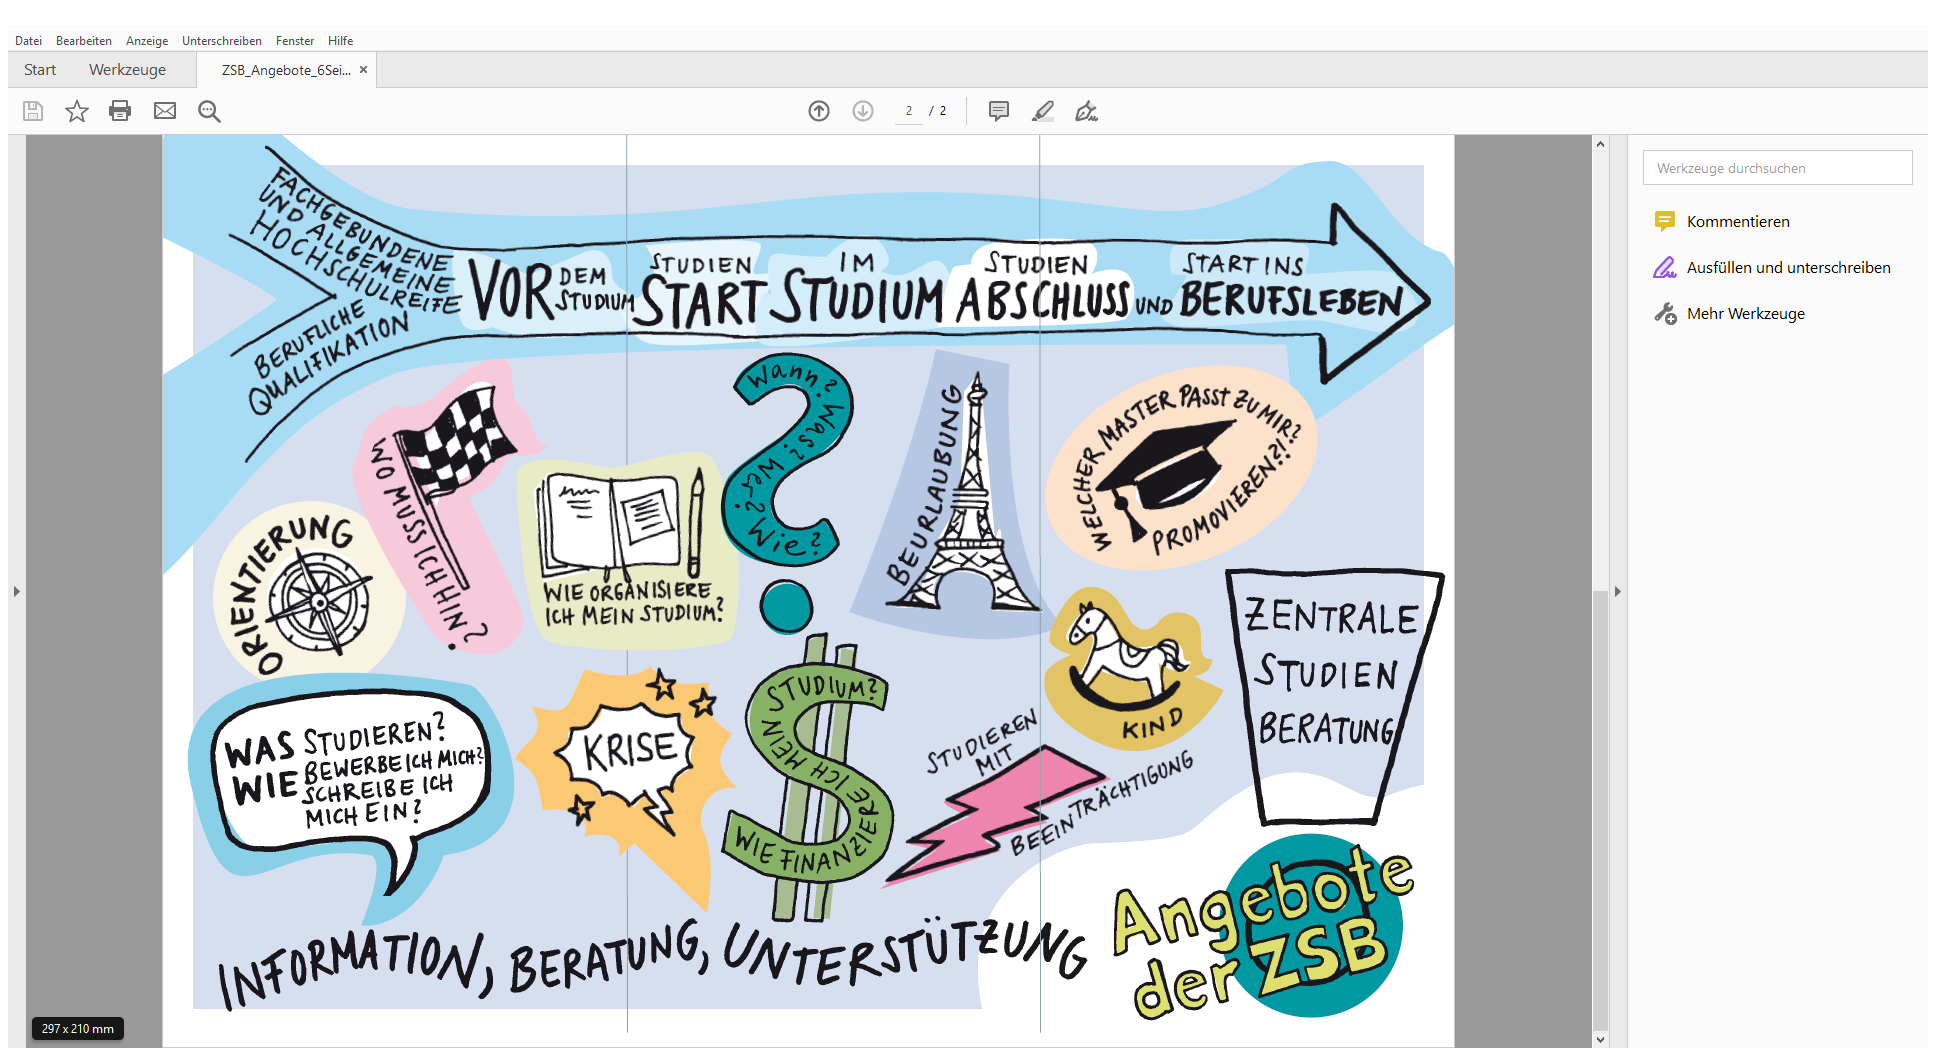 Datei Bearbeiten Anzeige Unterschreiben Fenster Hilfe
Start Werkzeuge ZSB_Angebote_6Sei... ×
2 / 2
Werkzeuge durchsuchen
Kommentieren
Ausfüllen und unterschreiben
Mehr Werkzeuge
FACHGEBUNDENE
UND ALLGEMEINE
HOCHSCHULREIFE
BERUFLICHE
QUALIFIKATION
VOR DEM
STUDIUM
STUDIEN
START
IM
STUDIUM
STUDIEN
ABSCHLUSS
UND
START INS
BERUFSLEBEN
ORIENTIERUNG
WO MUSS ICH HIN?
WIE ORGANISIERE
ICH MEIN STUDIUM?
Wann? Was? Wer? Wie?
BEURLAUBUNG
WELCHER MASTER PASST ZU MIR?
PROMOVIEREN?!?
WAS STUDIEREN?
WIE BEWERBE ICH MICH?
SCHREIBE ICH
MICH EIN?
KRISE
WIE FINANZIERE ICH MEIN STUDIUM?
STUDIEREN
MIT
BEEINTRÄCHTIGUNG
KIND
ZENTRALE
STUDIEN
BERATUNG
INFORMATION, BERATUNG, UNTERSTÜTZUNG
Angebote
der ZSB
297 x 210 mm